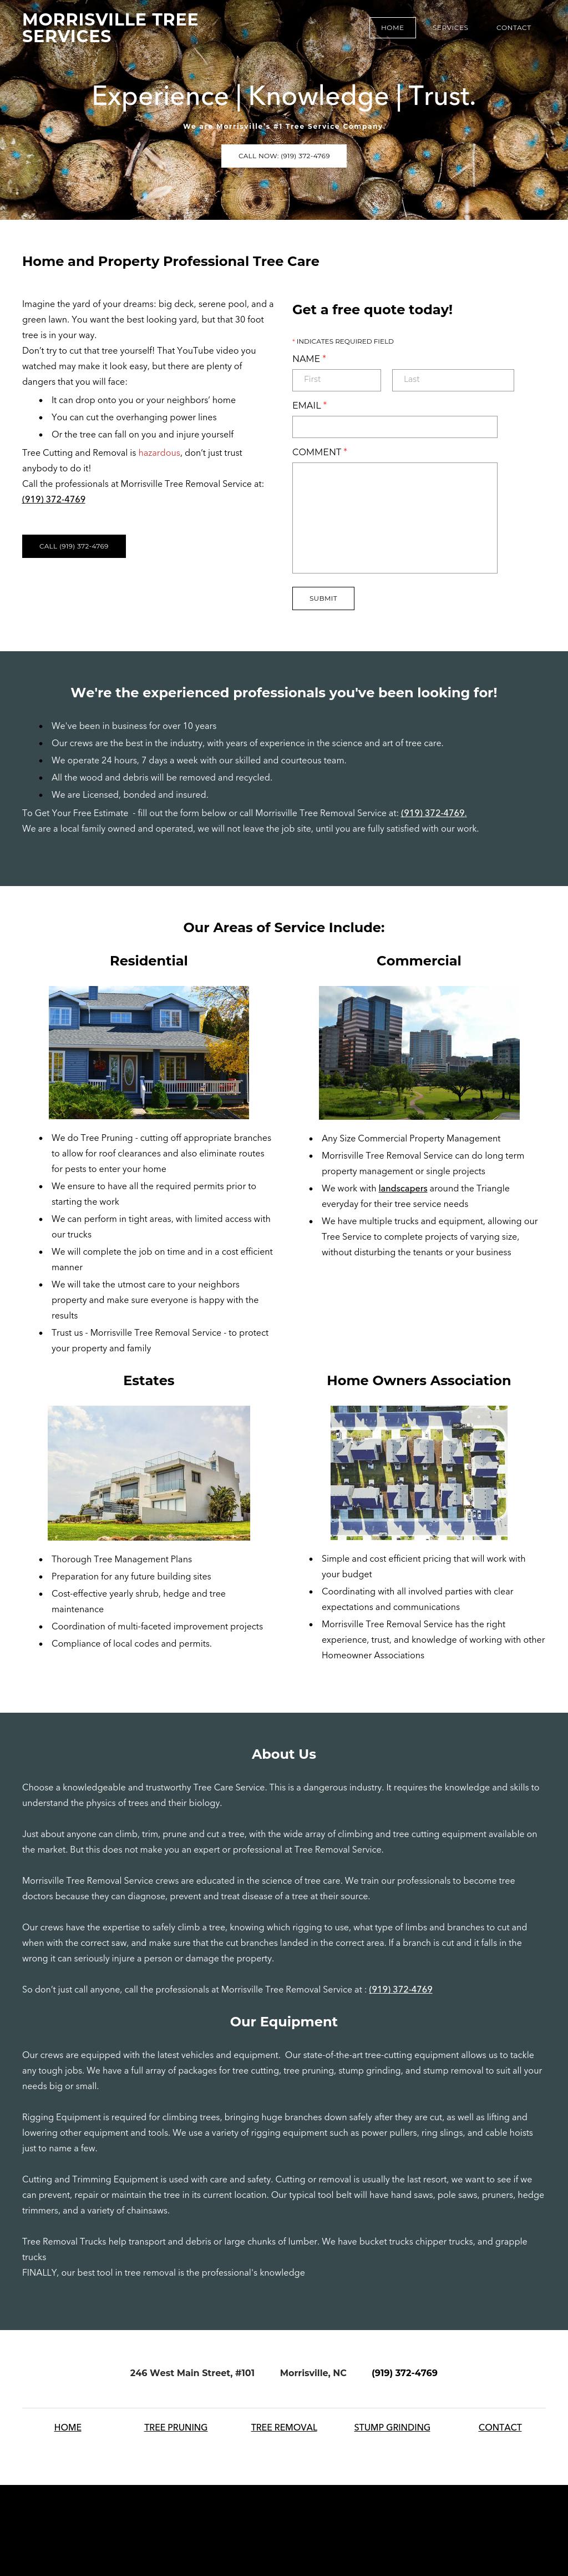 MORRISVILLE TREE
SERVICES
HOME
SERVICES
CONTACT
Experience | Knowledge | Trust.
We are Morrisville's #1 Tree Service Company.
CALL NOW: (919) 372-4769
Home and Property Professional Tree Care
Imagine the yard of your dreams: big deck, serene pool, and a
green lawn. You want the best looking yard, but that 30 foot
tree is in your way.
Don't try to cut that tree yourself! That YouTube video you
watched may make it look easy, but there are plenty of
dangers that you will face:
• It can drop onto you or your neighbors' home
• You can cut the overhanging power lines
• Or the tree can fall on you and injure yourself
Tree Cutting and Removal is hazardous, don't just trust
anybody to do it!
Call the professionals at Morrisville Tree Removal Service at:
(919) 372-4769
CALL (919) 372-4769
Get a free quote today!
* INDICATES REQUIRED FIELD
NAME *
First
Last
EMAIL *
COMMENT *
SUBMIT
We're the experienced professionals you've been looking for!
• We've been in business for over 10 years
• Our crews are the best in the industry, with years of experience in the science and art of tree care.
• We operate 24 hours, 7 days a week with our skilled and courteous team.
• All the wood and debris will be removed and recycled.
• We are Licensed, bonded and insured.
To Get Your Free Estimate - fill out the form below or call Morrisville Tree Removal Service at: (919) 372-4769.
We are a local family owned and operated, we will not leave the job site, until you are fully satisfied with our work.
Our Areas of Service Include:
Residential
• We do Tree Pruning - cutting off appropriate branches
to allow for roof clearances and also eliminate routes
for pests to enter your home
• We ensure to have all the required permits prior to
starting the work
• We can perform in tight areas, with limited access with
our trucks
• We will complete the job on time and in a cost efficient
manner
• We will take the utmost care to your neighbors
property and make sure everyone is happy with the
results
• Trust us - Morrisville Tree Removal Service - to protect
your property and family
Commercial
• Any Size Commercial Property Management
• Morrisville Tree Removal Service can do long term
property management or single projects
• We work with landscapers around the Triangle
everyday for their tree service needs
• We have multiple trucks and equipment, allowing our
Tree Service to complete projects of varying size,
without disturbing the tenants or your business
Estates
• Thorough Tree Management Plans
• Preparation for any future building sites
• Cost-effective yearly shrub, hedge and tree
maintenance
• Coordination of multi-faceted improvement projects
• Compliance of local codes and permits.
Home Owners Association
• Simple and cost efficient pricing that will work with
your budget
• Coordinating with all involved parties with clear
expectations and communications
• Morrisville Tree Removal Service has the right
experience, trust, and knowledge of working with other
Homeowner Associations
About Us
Choose a knowledgeable and trustworthy Tree Care Service. This is a dangerous industry. It requires the knowledge and skills to
understand the physics of trees and their biology.
Just about anyone can climb, trim, prune and cut a tree, with the wide array of climbing and tree cutting equipment available on
the market. But this does not make you an expert or professional at Tree Removal Service.
Morrisville Tree Removal Service crews are educated in the science of tree care. We train our professionals to become tree
doctors because they can diagnose, prevent and treat disease of a tree at their source.
Our crews have the expertise to safely climb a tree, knowing which rigging to use, what type of limbs and branches to cut and
when with the correct saw, and make sure that the cut branches landed in the correct area. If a branch is cut and it falls in the
wrong it can seriously injure a person or damage the property.
So don't just call anyone, call the professionals at Morrisville Tree Removal Service at : (919) 372-4769
Our Equipment
Our crews are equipped with the latest vehicles and equipment. Our state-of-the-art tree-cutting equipment allows us to tackle
any tough jobs. We have a full array of packages for tree cutting, tree pruning, stump grinding, and stump removal to suit all your
needs big or small.
Rigging Equipment is required for climbing trees, bringing huge branches down safely after they are cut, as well as lifting and
lowering other equipment and tools. We use a variety of rigging equipment such as power pullers, ring slings, and cable hoists
just to name a few.
Cutting and Trimming Equipment is used with care and safety. Cutting or removal is usually the last resort, we want to see if we
can prevent, repair or maintain the tree in its current location. Our typical tool belt will have hand saws, pole saws, pruners, hedge
trimmers, and a variety of chainsaws.
Tree Removal Trucks help transport and debris or large chunks of lumber. We have bucket trucks chipper trucks, and grapple
trucks
FINALLY, our best tool in tree removal is the professional's knowledge
246 West Main Street, #101 Morrisville, NC (919) 372-4769
HOME
TREE PRUNING
TREE REMOVAL
STUMP GRINDING
CONTACT